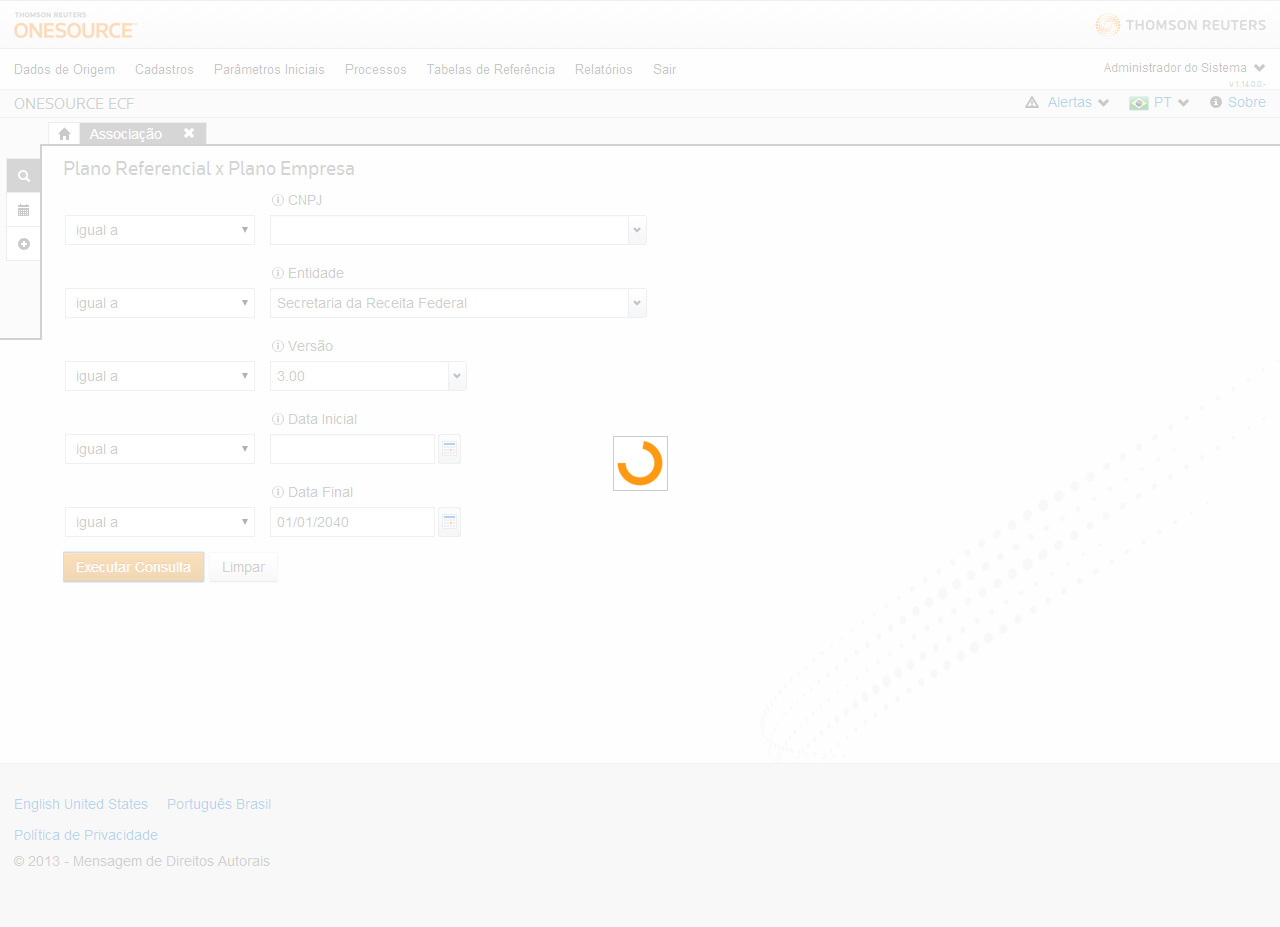 THOMSON REUTERS
ONESOURCE™
THOMSON REUTERS
Dados de Origem Cadastros Parâmetros Iniciais Processos Tabelas de Referência Relatórios Sair
Administrador do Sistema
v 1.14.0.0.-
ONESOURCE ECF
Alertas PT Sobre
Associação
Plano Referencial x Plano Empresa
CNPJ
igual a
Entidade
igual a Secretaria da Receita Federal
Versão
igual a 3.00
Data Inicial
igual a
Data Final
igual a 01/01/2040
Executar Consulta Limpar
English United States Português Brasil
Política de Privacidade
© 2013 - Mensagem de Direitos Autorais